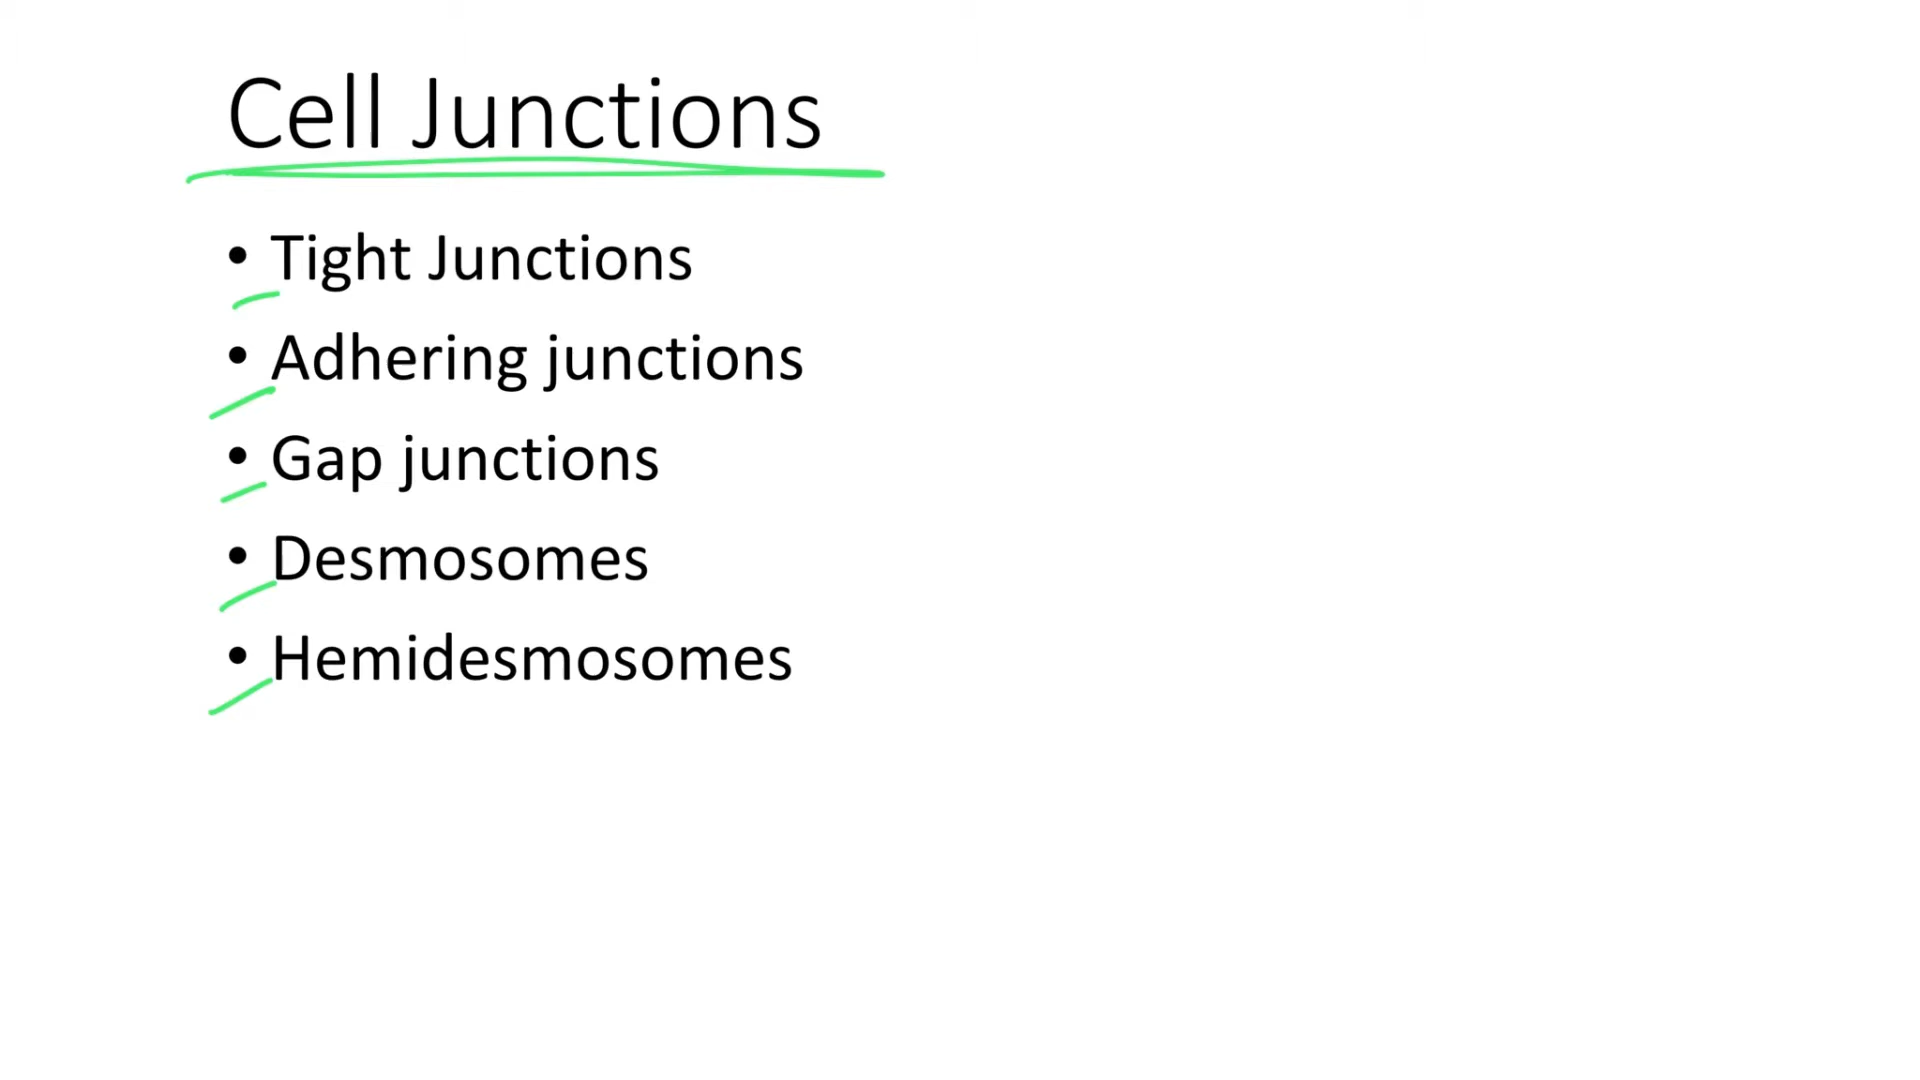 Cell Junctions
• Tight Junctions
• Adhering junctions
• Gap junctions
• Desmosomes
• Hemidesmosomes